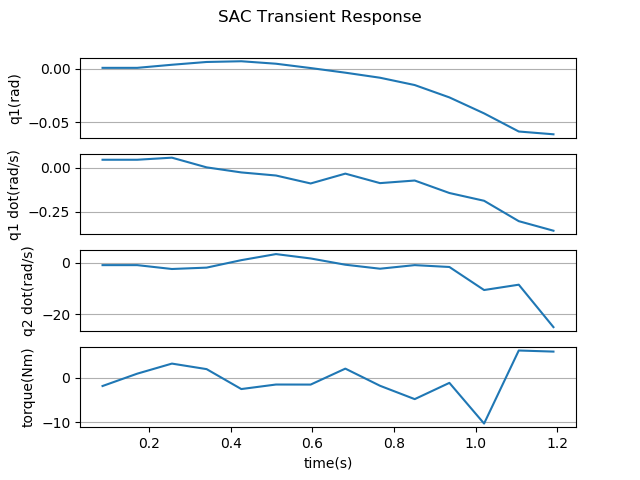 SAC Transient Response
q1(rad)
0.00
−0.05
q1 dot(rad/s)
0.00
−0.25
q2 dot(rad/s)
0
−20
torque(Nm)
0
−10
0.2 0.4 0.6 0.8 1.0 1.2
time(s)